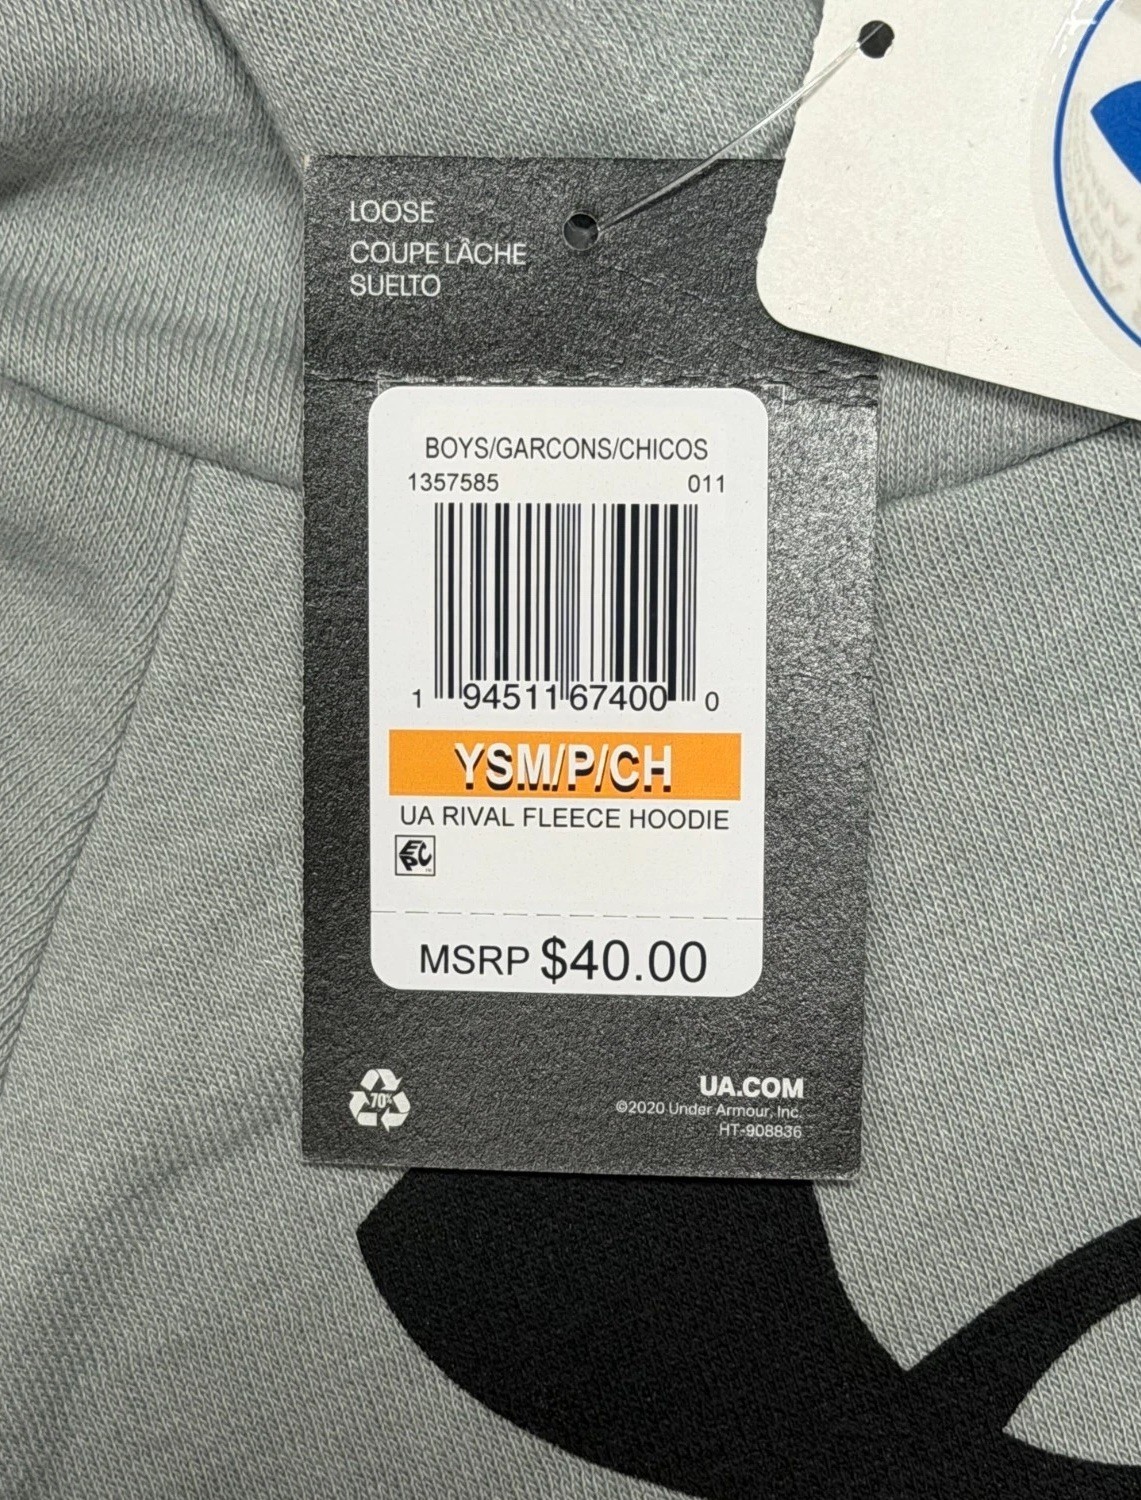 LOOSE
COUPE LÂCHE
SUELTO
BOYS/GARCONS/CHICOS
1357585 011
1 94511 67400 0
YSM/P/CH
UA RIVAL FLEECE HOODIE
EPC
MSRP $40.00
70%
UA.COM
©2020 Under Armour, Inc.
HT-908836